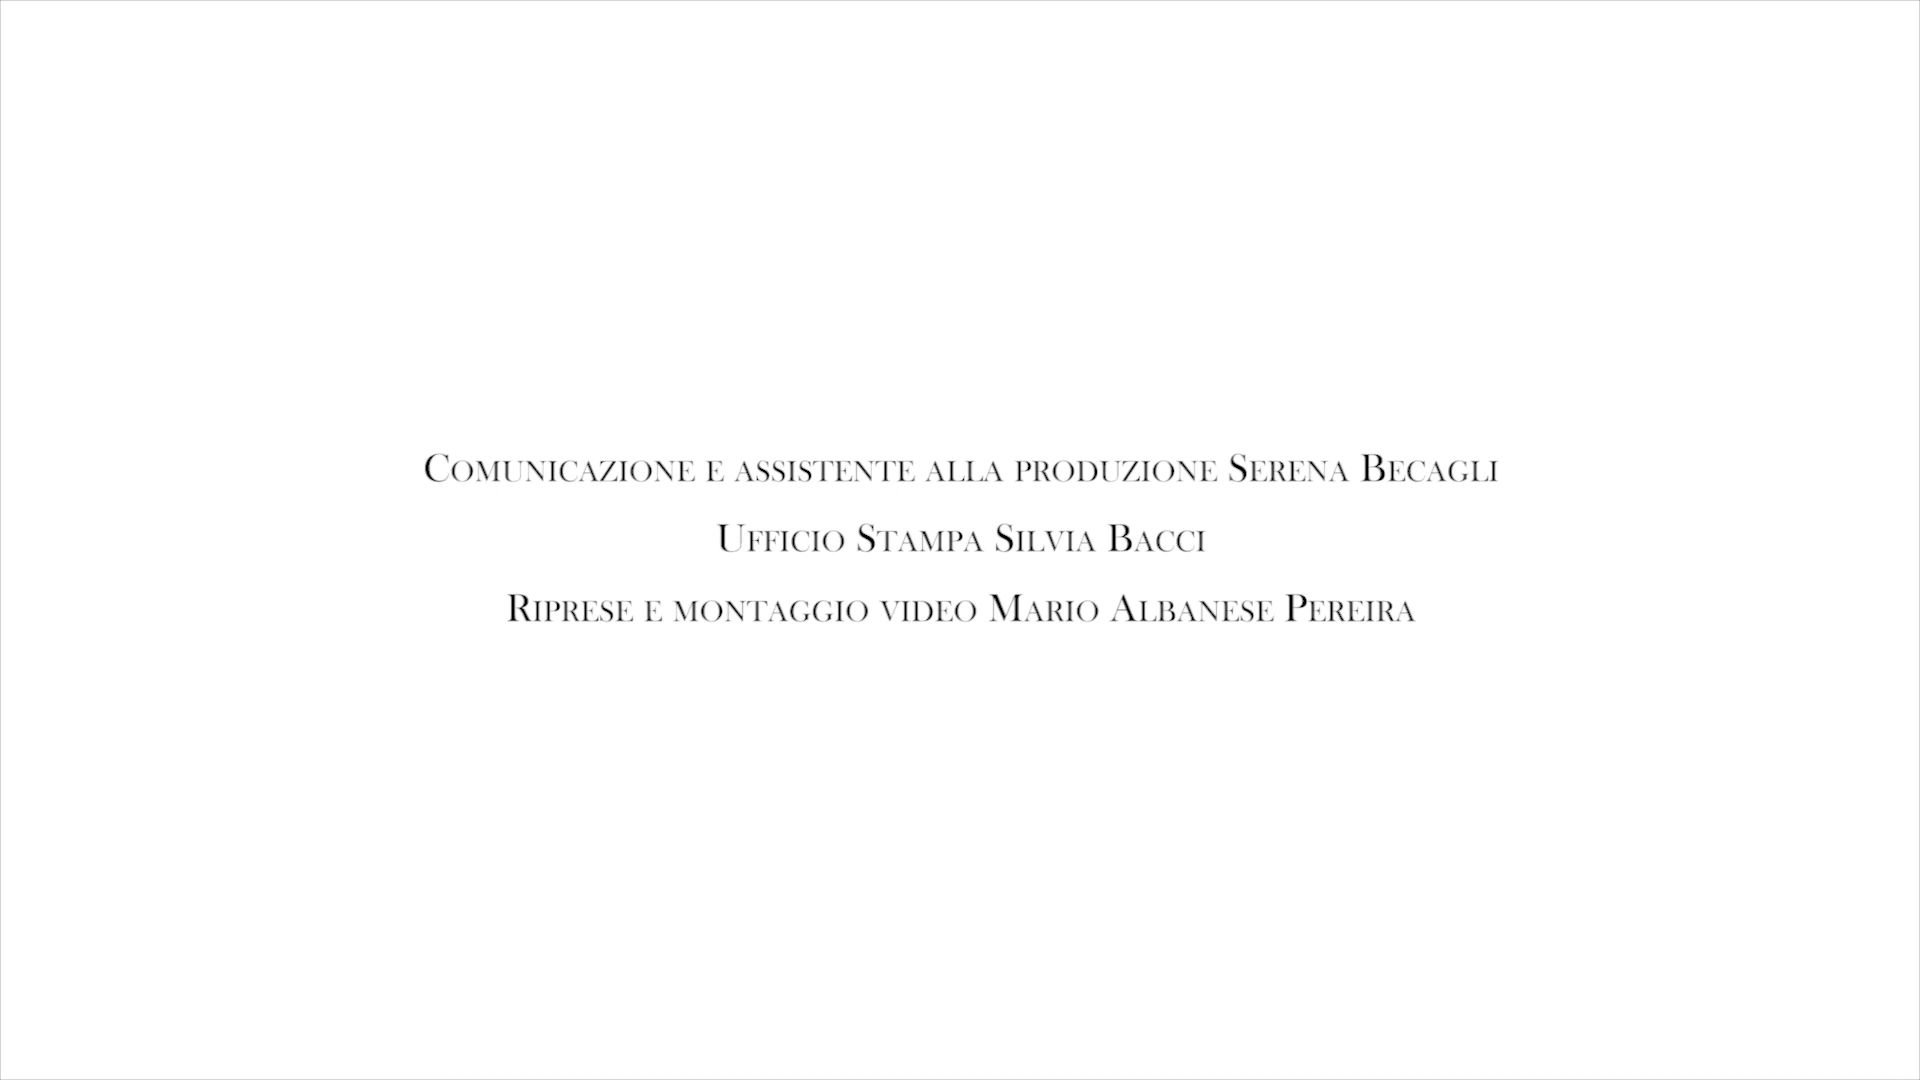 Comunicazione e assistente alla produzione Serena Becagli
Ufficio Stampa Silvia Bacci
Riprese e montaggio video Mario Albanese Pereira